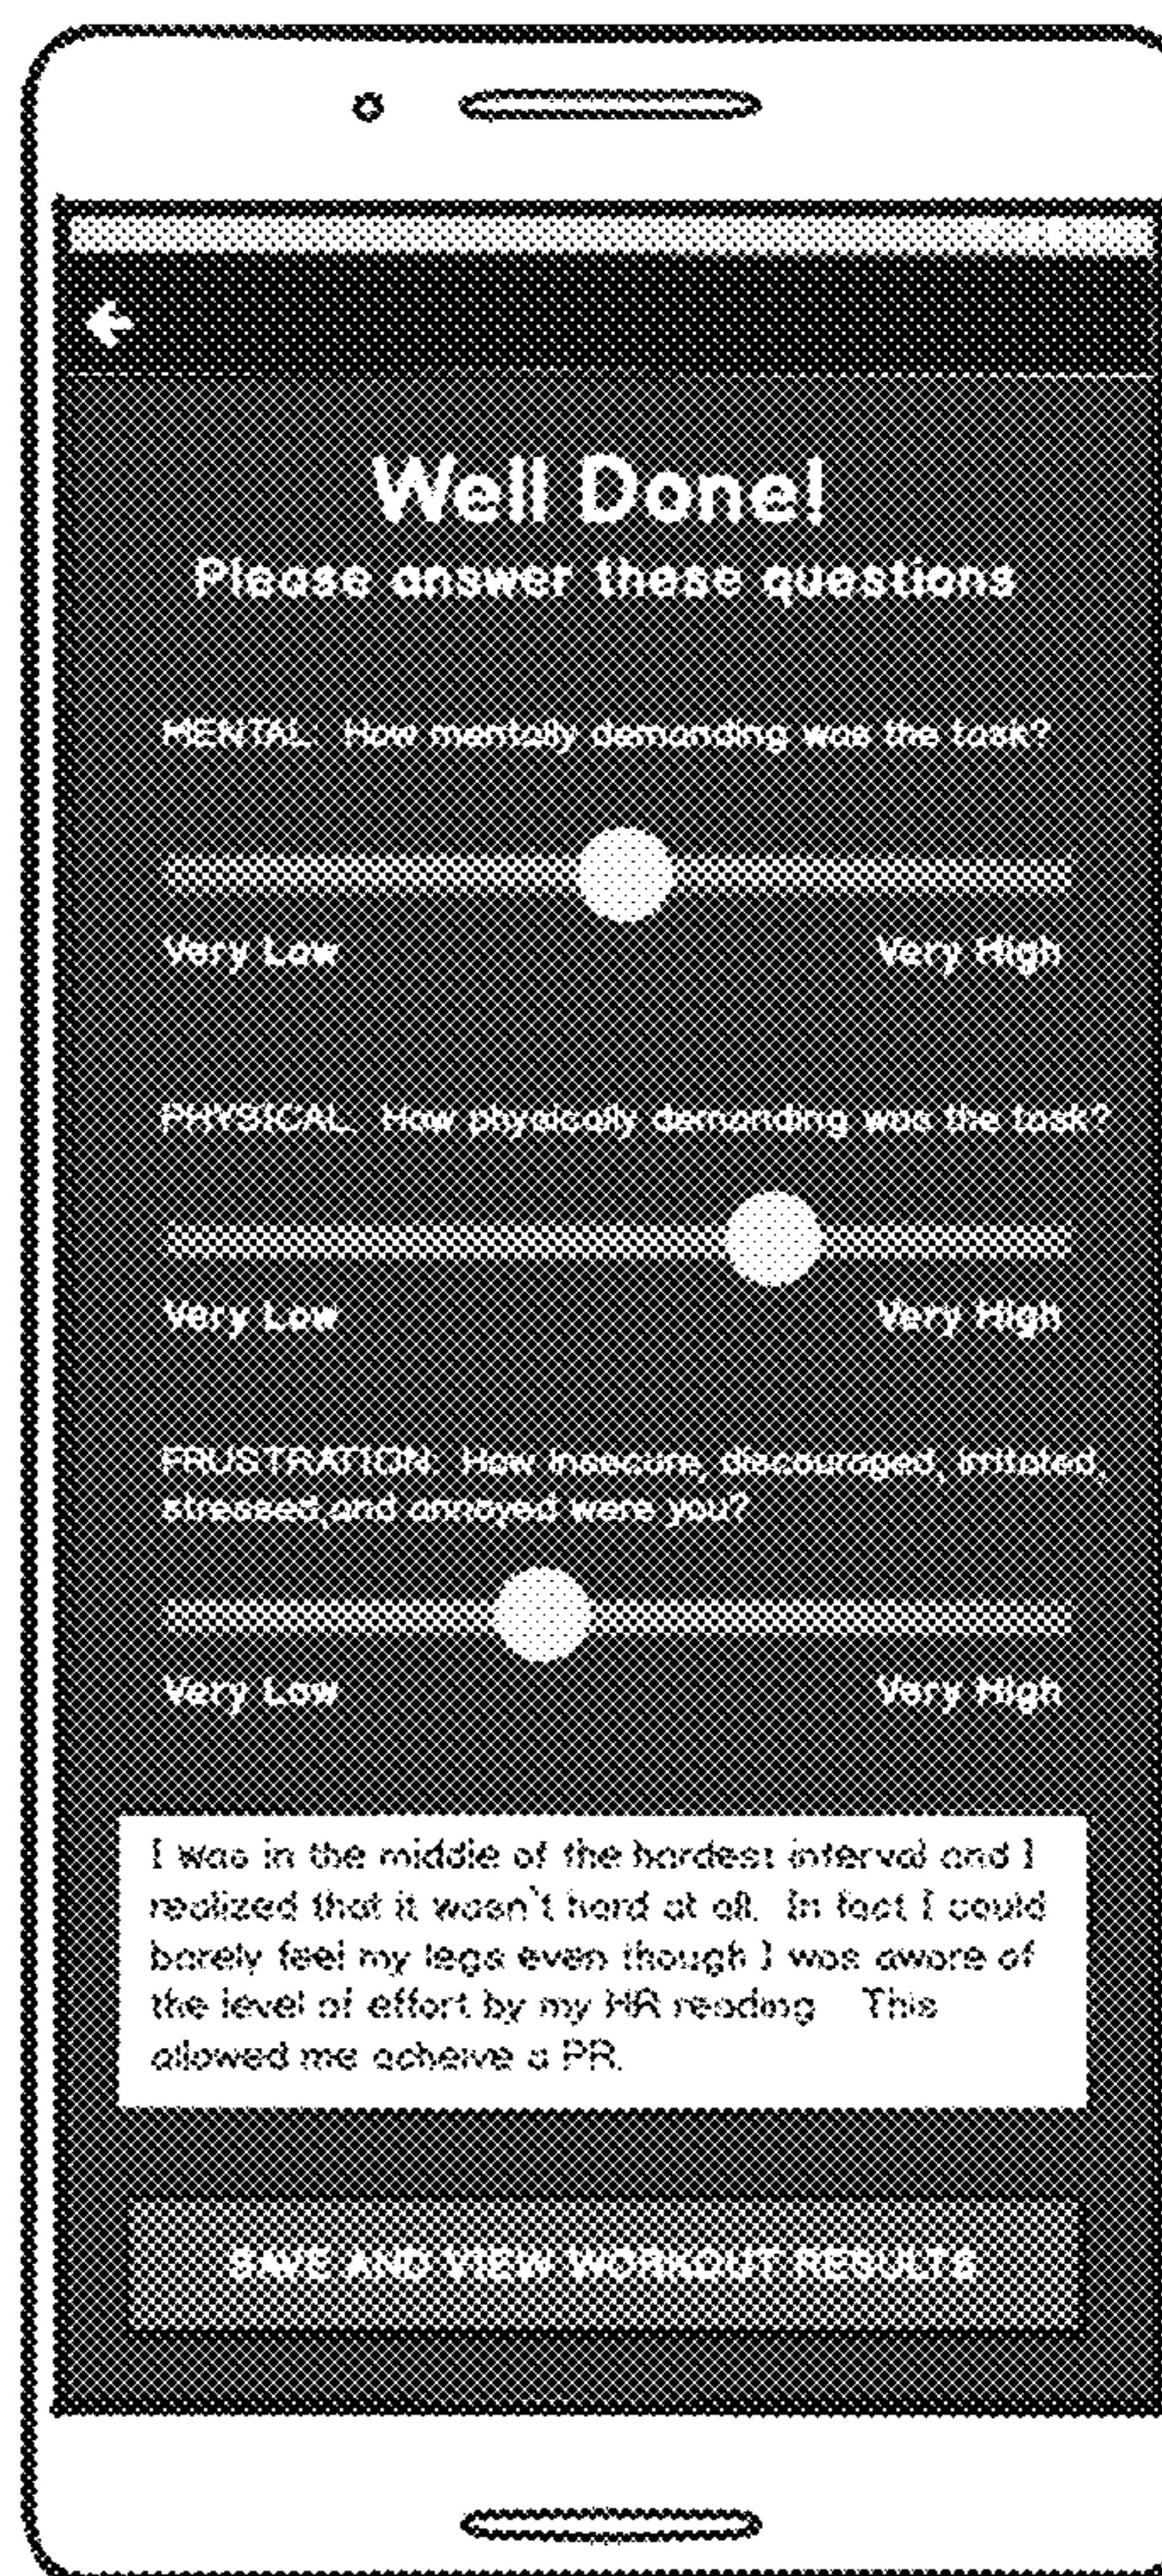 Well Done!
Please answer these questions
MENTAL: How mentally demanding was the task?
Very Low Very High
PHYSICAL: How physically demanding was the task?
Very Low Very High
FRUSTRATION: How insecure, discouraged, irritated,
stressed,and annoyed were you?
Very Low Very High
I was in the middle of the hardest interval and I
realized that it wasn`t hard at all. In fact I could
barely feel my legs even though I was aware of
the level of effort by my HR reading This
allowed me acheive a PR.
SAVE AND VIEW WORKOUT RESULTS